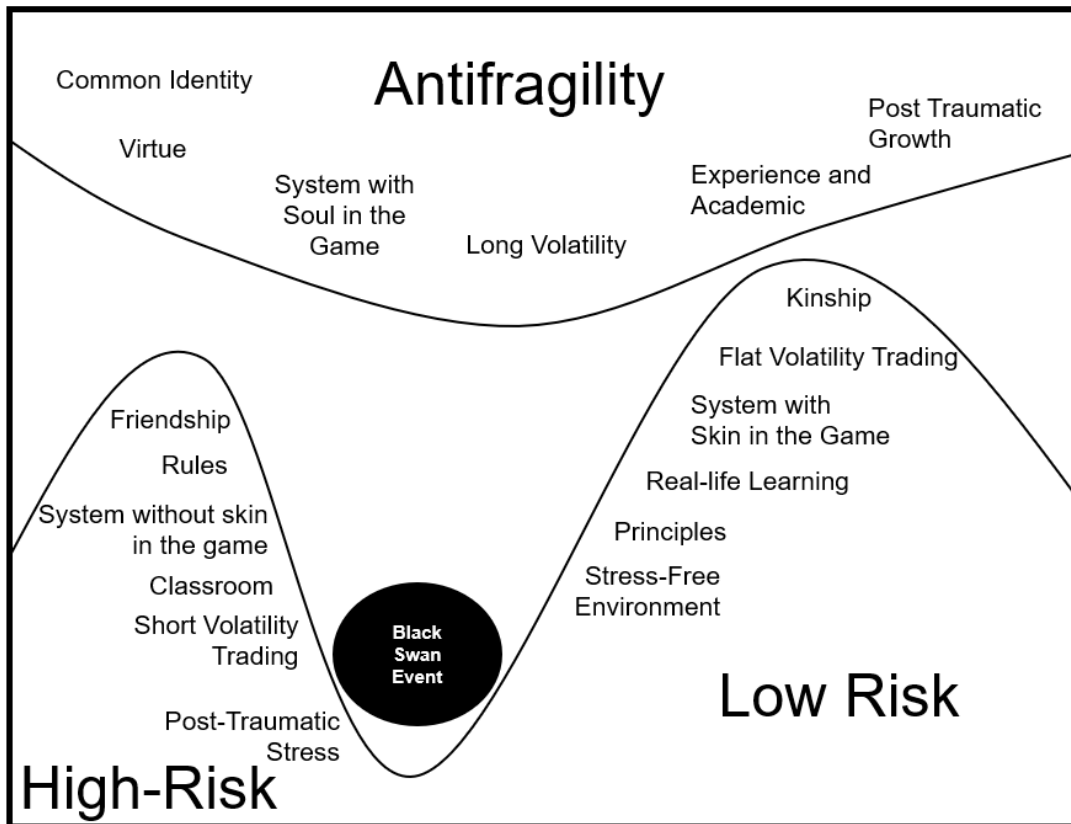 Common Identity
Antifragility
Post Traumatic
Growth
Virtue
System with
Soul in the
Game
Experience and
Academic
Long Volatility
Kinship
Flat Volatility Trading
System with
Skin in the Game
Real-life Learning
Principles
Stress-Free
Environment
Friendship
Rules
System without skin
in the game
Classroom
Short Volatility
Trading
Black
Swan
Event
Post-Traumatic
Stress
Low Risk
High-Risk